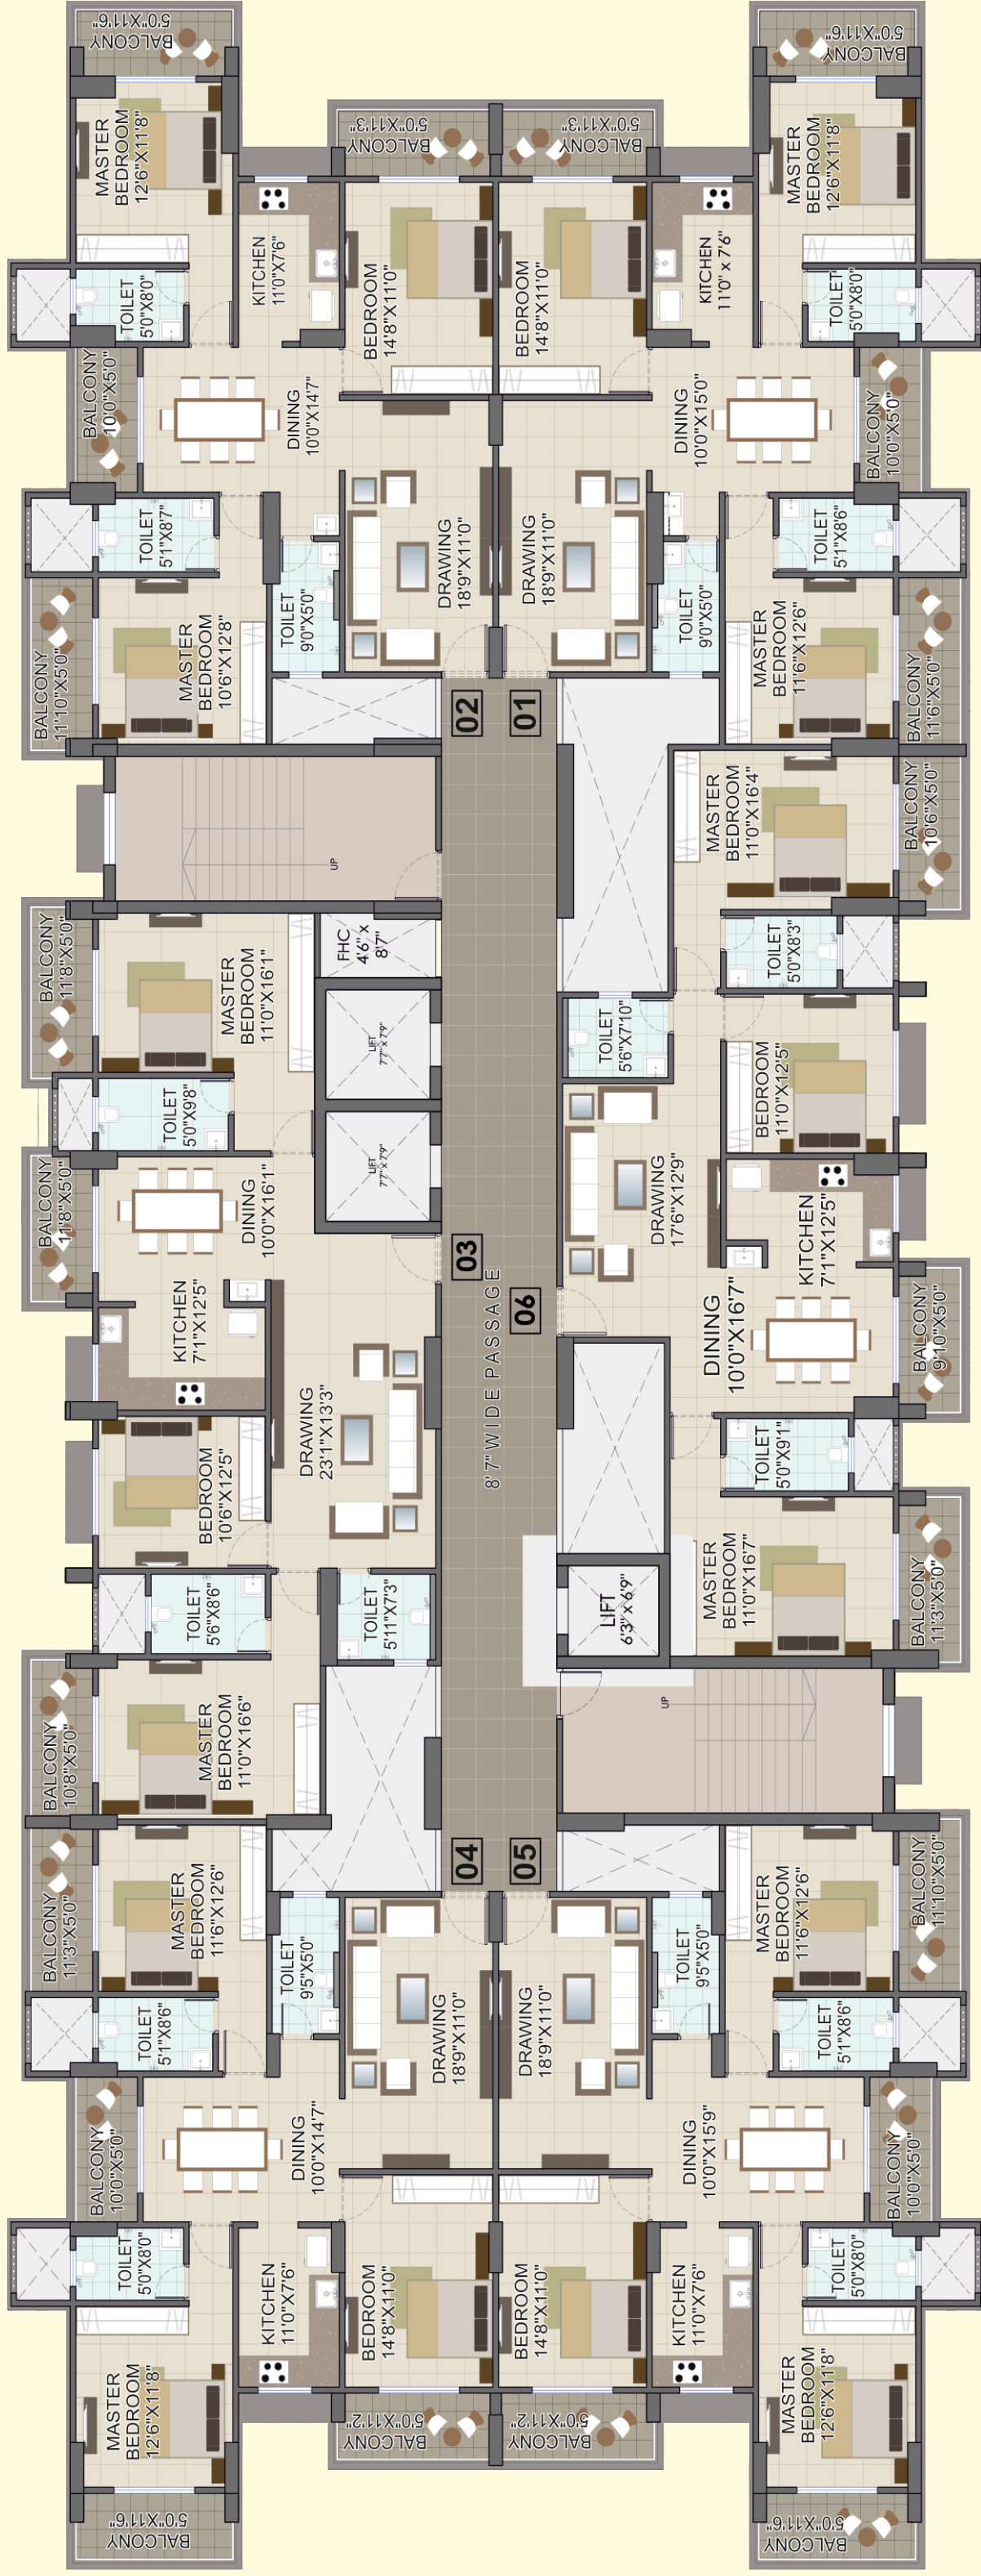 BALCONY
5'0"X11'6"
BALCONY
5'0"X11'6"
MASTER
BEDROOM
12'6"X11'8"
BALCONY
5'0"X11'3"
BALCONY
5'0"X11'3"
MASTER
BEDROOM
12'6"X11'8"
TOILET
5'0"X8'0"
KITCHEN
11'0"X7'6"
BEDROOM
14'8"X11'0"
BEDROOM
14'8"X11'0"
KITCHEN
11'0" x 7'6"
TOILET
5'0"X8'0"
BALCONY
10'0"X5'0"
DINING
10'0"X14'7"
DINING
10'0"X15'0"
BALCONY
10'0"X5'0"
TOILET
5'1"X8'7"
DRAWING
18'9"X11'0"
DRAWING
18'9"X11'0"
TOILET
5'1"X8'6"
BALCONY
11'10"X5'0"
MASTER
BEDROOM
10'6"X12'8"
TOILET
9'0"X5'0"
TOILET
9'0"X5'0"
MASTER
BEDROOM
11'6"X12'6"
BALCONY
11'6"X5'0"
02
01
UP
MASTER
BEDROOM
11'0"X16'4"
BALCONY
10'6"X5'0"
BALCONY
11'8"X5'0"
MASTER
BEDROOM
11'0"X16'1"
FHC
4'6" x
8'7"
TOILET
5'0"X8'3"
LIFT
7'7" x 7'9"
TOILET
5'6"X7'10"
TOILET
5'0"X9'8"
BEDROOM
11'0"X12'5"
LIFT
7'7" x 7'9"
BALCONY
11'8"X5'0"
DINING
10'0"X16'1"
DRAWING
17'6"X12'9"
KITCHEN
7'1"X12'5"
03
06
8'7"WIDE PASSAGE
KITCHEN
7'1"X12'5"
DINING
10'0"X16'7"
BALCONY
9'10"X5'0"
DRAWING
23'1"X13'3"
BEDROOM
10'6"X12'5"
TOILET
5'0"X9'1"
TOILET
5'6"X8'6"
TOILET
5'11"X7'3"
LIFT
6'3" x 6'9"
MASTER
BEDROOM
11'0"X16'7"
BALCONY
11'3"X5'0"
BALCONY
10'8"X5'0"
MASTER
BEDROOM
11'0"X16'6"
UP
04
05
BALCONY
11'3"X5'0"
MASTER
BEDROOM
11'6"X12'6"
TOILET
9'5"X5'0"
TOILET
9'5"X5'0"
MASTER
BEDROOM
11'6"X12'6"
BALCONY
11'10"X5'0"
TOILET
5'1"X8'6"
DRAWING
18'9"X11'0"
DRAWING
18'9"X11'0"
TOILET
5'1"X8'6"
BALCONY
10'0"X5'0"
DINING
10'0"X14'7"
DINING
10'0"X15'9"
BALCONY
10'0"X5'0"
TOILET
5'0"X8'0"
KITCHEN
11'0"X7'6"
BEDROOM
14'8"X11'0"
BEDROOM
14'8"X11'0"
KITCHEN
11'0"X7'6"
TOILET
5'0"X8'0"
MASTER
BEDROOM
12'6"X11'8"
BALCONY
5'0"X11'2"
BALCONY
5'0"X11'2"
MASTER
BEDROOM
12'6"X11'8"
BALCONY
5'0"X11'6"
BALCONY
5'0"X11'6"